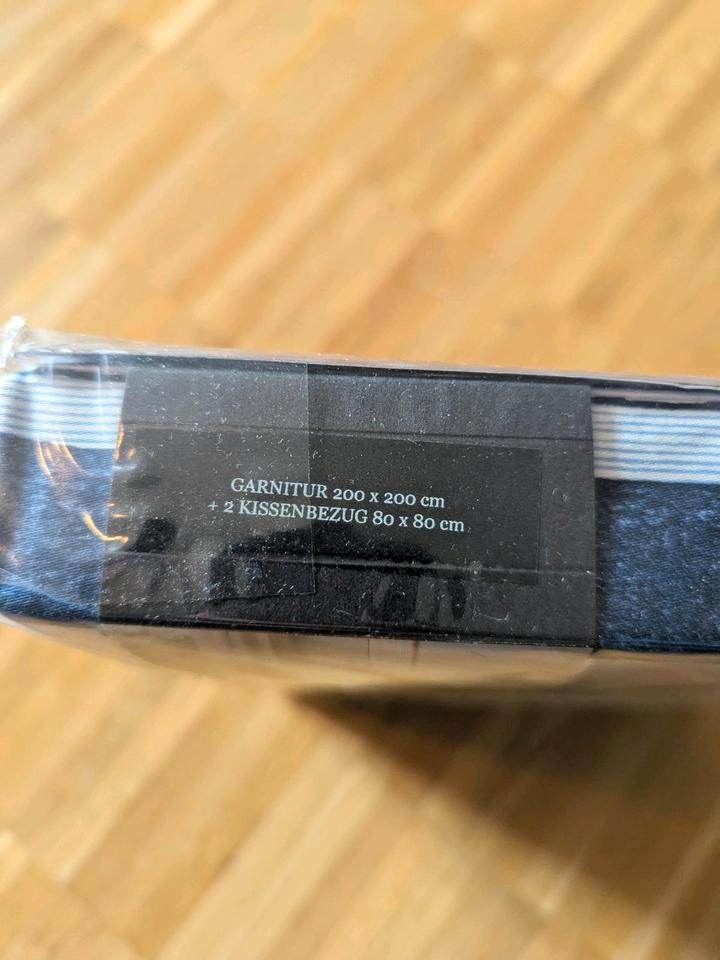 GARNITUR 200 x 200 cm
+ 2 KISSENBEZUG 80 x 80 cm